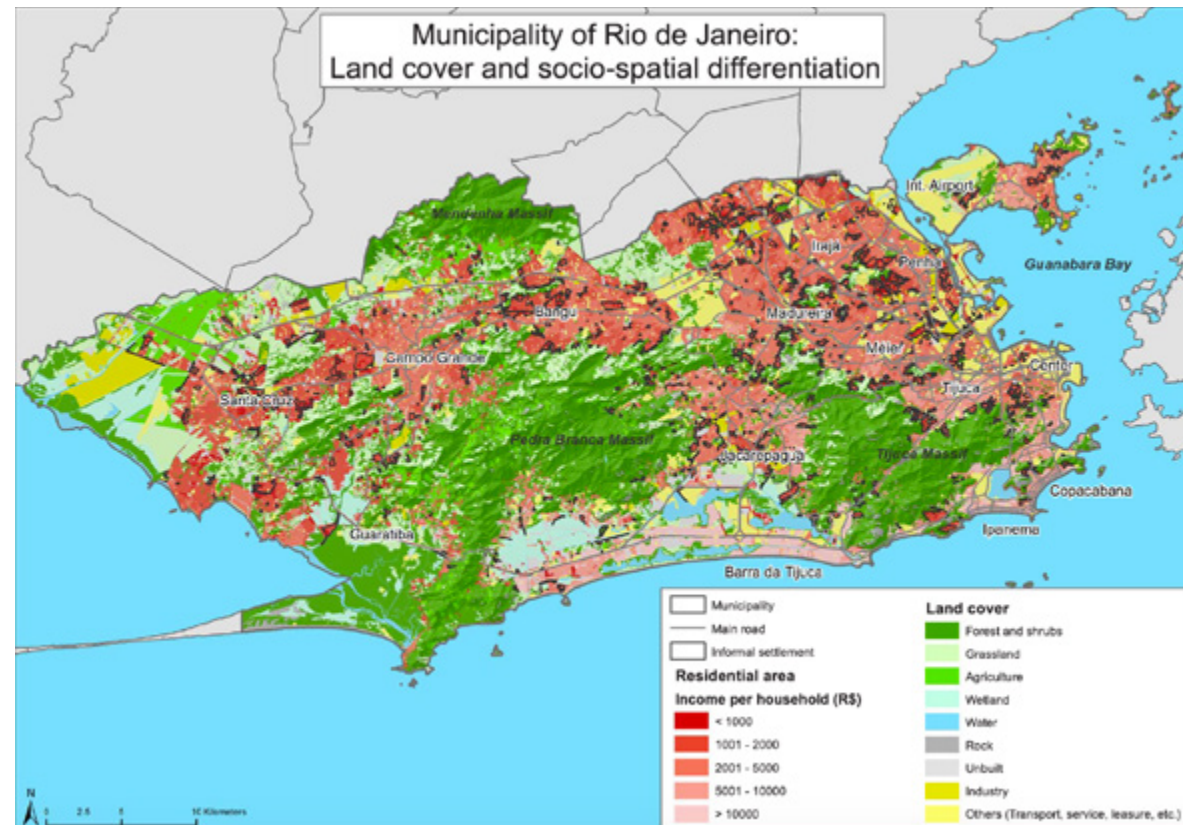 Municipality of Rio de Janeiro:
Land cover and socio-spatial differentiation
Mendanha Massif
Int. Airport
Irajá
Penha
Guanabara Bay
Bangu
Madureira
Méier
Campo Grande
Center
Tijuca
Santa Cruz
Pedra Branca Massif
Jacarepaguá
Tijuca Massif
Copacabana
Ipanema
Guaratiba
Barra da Tijuca
Municipality
Main road
Informal settlement
Residential area
Income per household (R$)
< 1000
1001 - 2000
2001 - 5000
5001 - 10000
> 10000
Land cover
Forest and shrubs
Grassland
Agriculture
Wetland
Water
Rock
Unbuilt
Industry
Others (Transport, service, leasure, etc.)
N
0 2.5 5 10 Kilometers